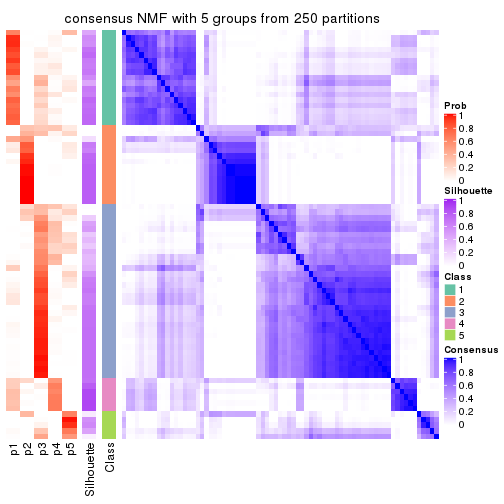 consensus NMF with 5 groups from 250 partitions
Prob
1
0.8
0.6
0.4
0.2
0
Silhouette
1
0.8
0.6
0.4
0.2
0
Class
1
2
3
4
5
Consensus
1
0.8
0.6
0.4
0.2
0
p1
p2
p3
p4
p5
Silhouette
Class